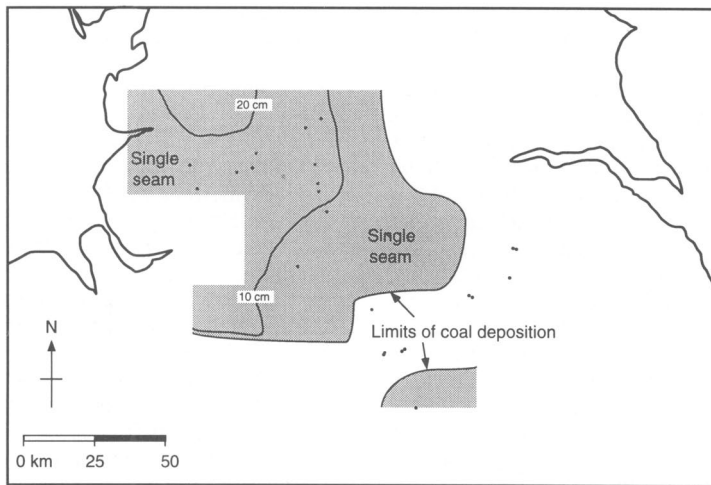 20 cm
Single
seam
Single
seam
10 cm
Limits of coal deposition
N
0 km 25 50